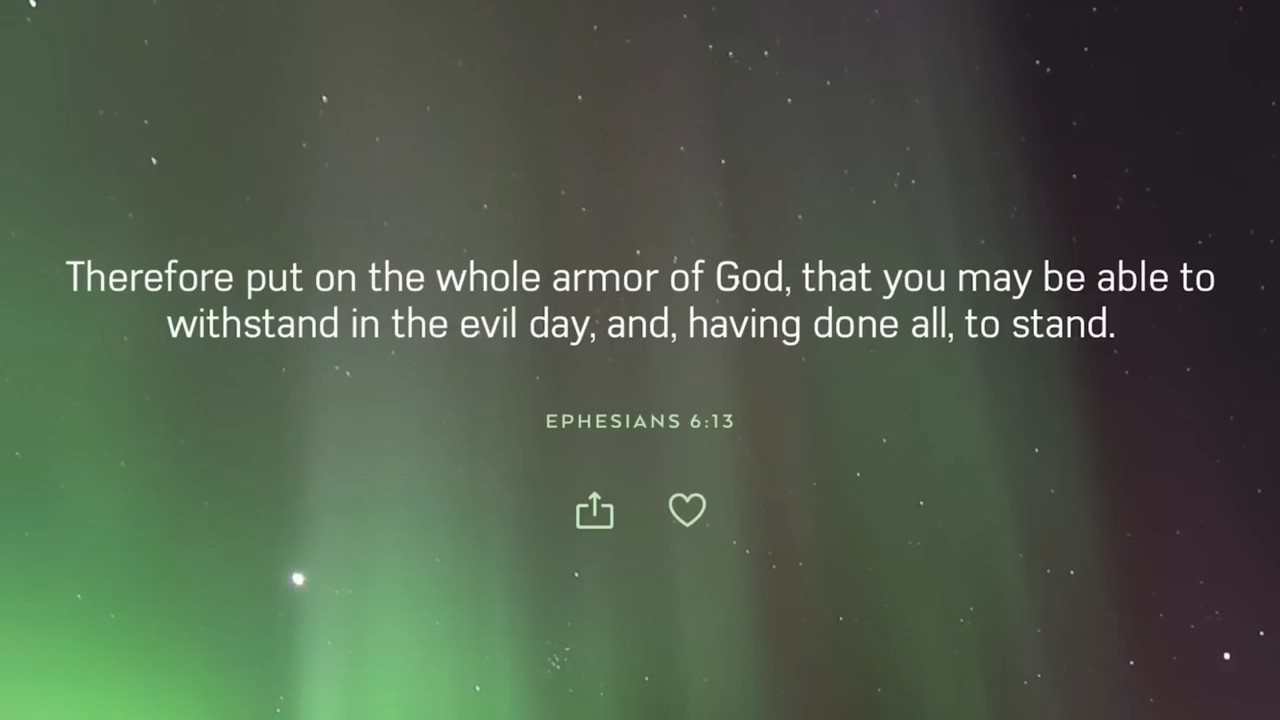 Therefore put on the whole armor of God, that you may be able to
withstand in the evil day, and, having done all, to stand.
EPHESIANS 6:13